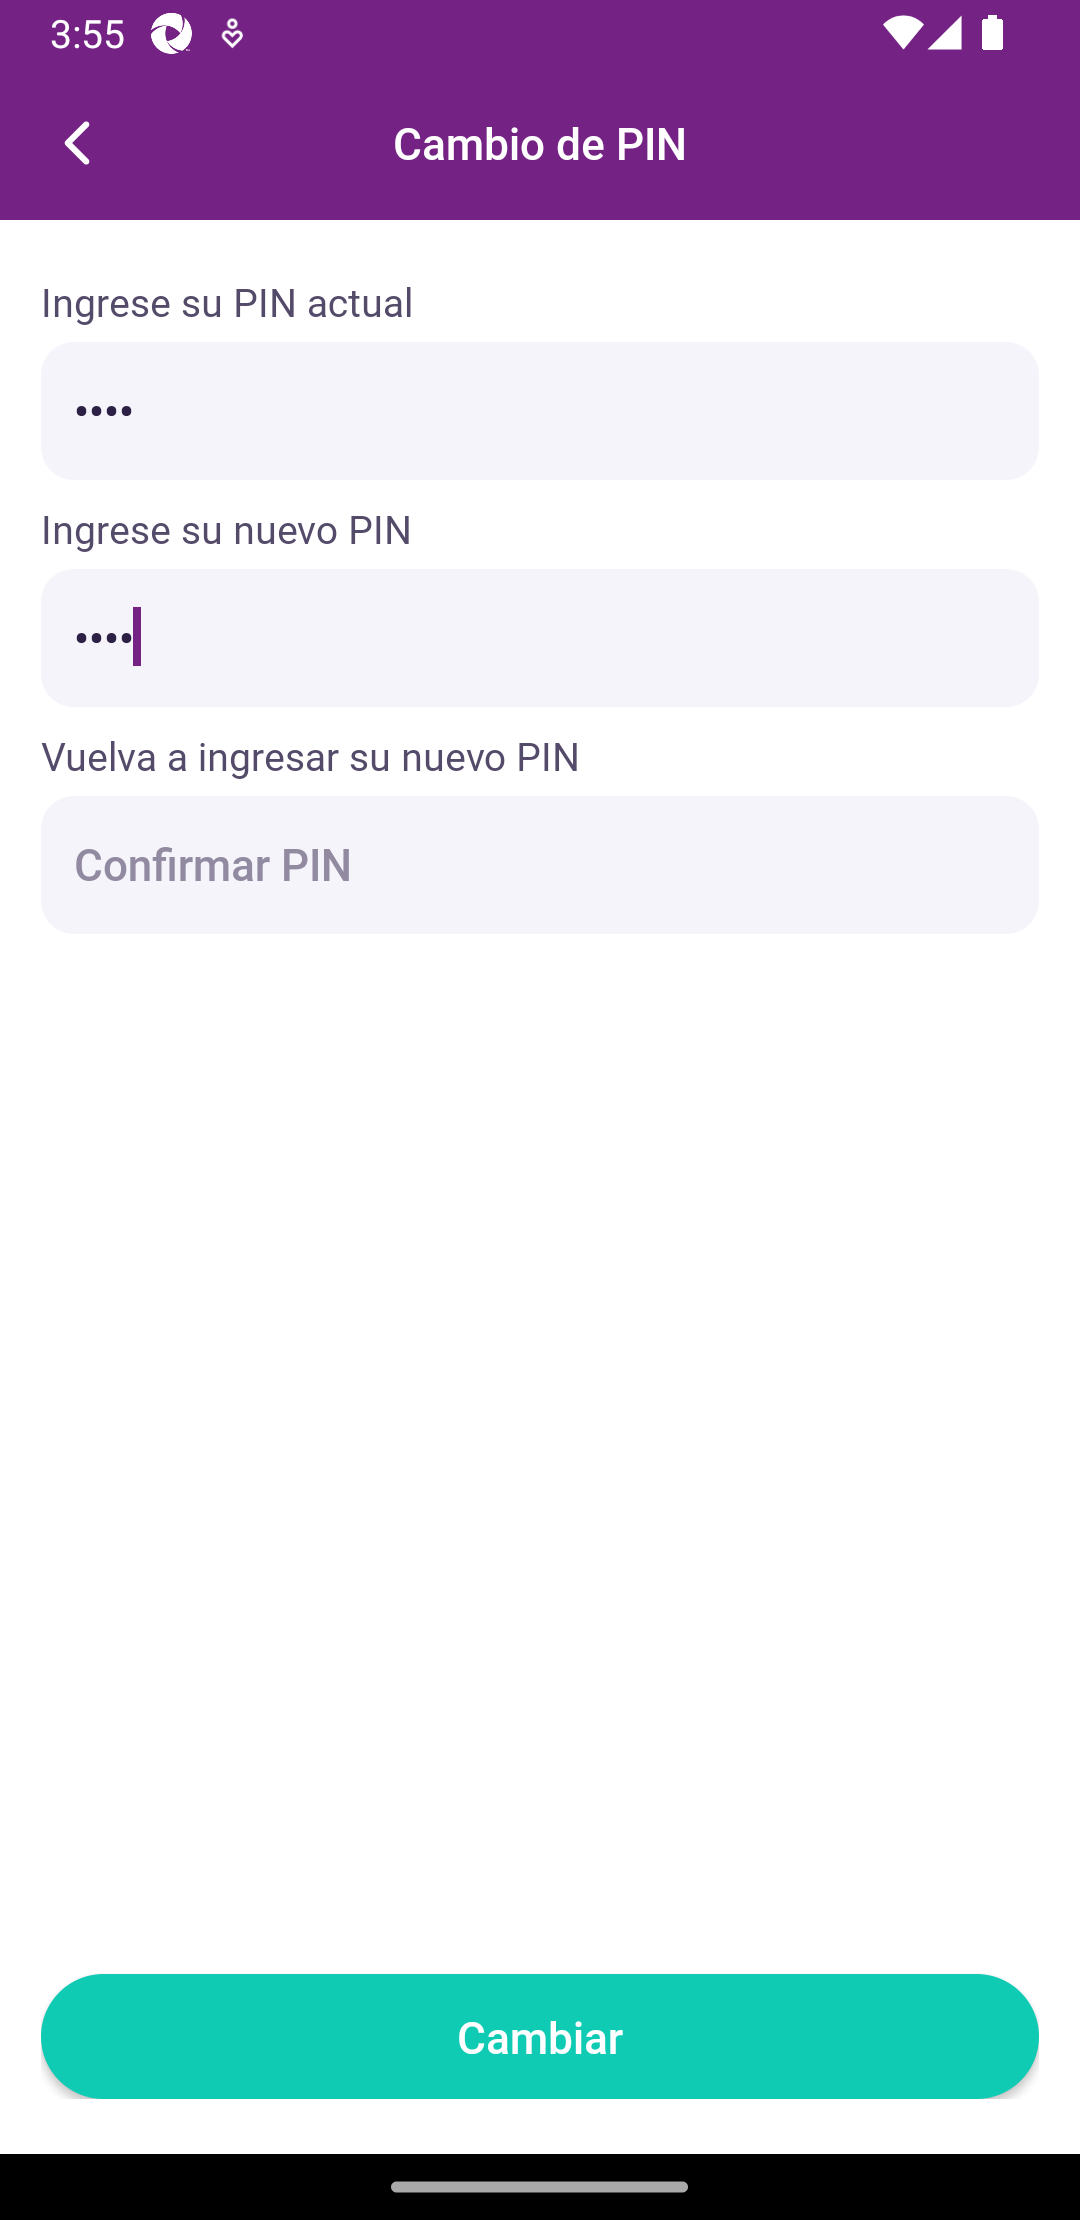 3:55
Cambio de PIN
Ingrese su PIN actual
••••
Ingrese su nuevo PIN
••••
Vuelva a ingresar su nuevo PIN
Confirmar PIN
Cambiar